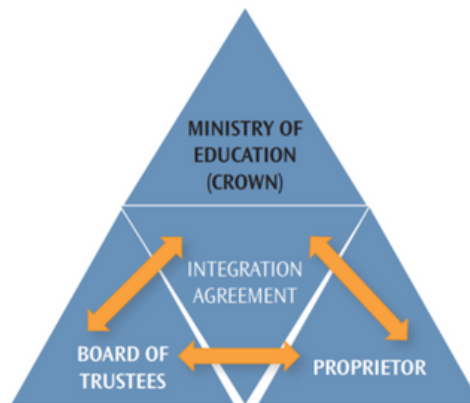 MINISTRY OF
EDUCATION
(CROWN)
INTEGRATION
AGREEMENT
BOARD OF
TRUSTEES
PROPRIETOR